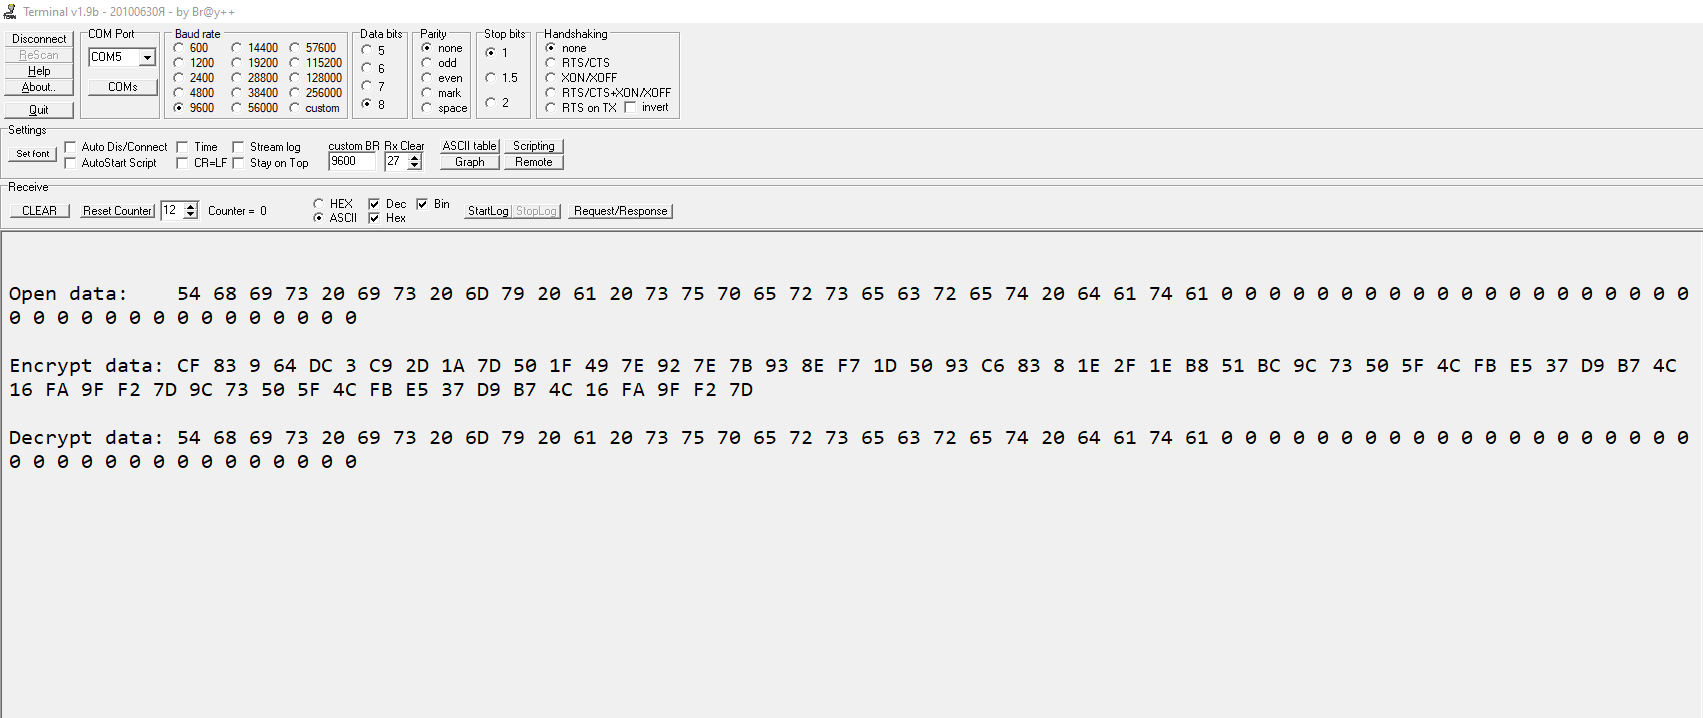 Terminal v1.9b - 20100630Я - by Br@y++
Disconnect
ReScan
Help
About..
Quit
COM Port
COM5
COMs
Baud rate
600 14400 57600
1200 19200 115200
2400 28800 128000
4800 38400 256000
9600 56000 custom
Data bits
5
6
7
8
Parity
none
odd
even
mark
space
Stop bits
1
1.5
2
Handshaking
none
RTS/CTS
XON/XOFF
RTS/CTS+XON/XOFF
RTS on TX invert
Settings
Set font
Auto Dis/Connect Time Stream log
AutoStart Script CR=LF Stay on Top
custom BR Rx Clear
9600 27
ASCII table Scripting
Graph Remote
Receive
CLEAR Reset Counter 12 Counter = 0
HEX Dec Bin
ASCII Hex
StartLog StopLog Request/Response
Open data: 54 68 69 73 20 69 73 20 6D 79 20 61 20 73 75 70 65 72 73 65 63 72 65 74 20 64 61 74 61 0 0 0 0 0 0 0 0 0 0 0 0 0 0 0 0 0 0 0 0
0 0 0 0 0 0 0 0 0 0 0 0 0 0 0
Encrypt data: CF 83 9 64 DC 3 C9 2D 1A 7D 50 1F 49 7E 92 7E 7B 93 8E F7 1D 50 93 C6 83 8 1E 2F 1E B8 51 BC 9C 73 50 5F 4C FB E5 37 D9 B7 4C
16 FA 9F F2 7D 9C 73 50 5F 4C FB E5 37 D9 B7 4C 16 FA 9F F2 7D
Decrypt data: 54 68 69 73 20 69 73 20 6D 79 20 61 20 73 75 70 65 72 73 65 63 72 65 74 20 64 61 74 61 0 0 0 0 0 0 0 0 0 0 0 0 0 0 0 0 0 0 0 0
0 0 0 0 0 0 0 0 0 0 0 0 0 0 0